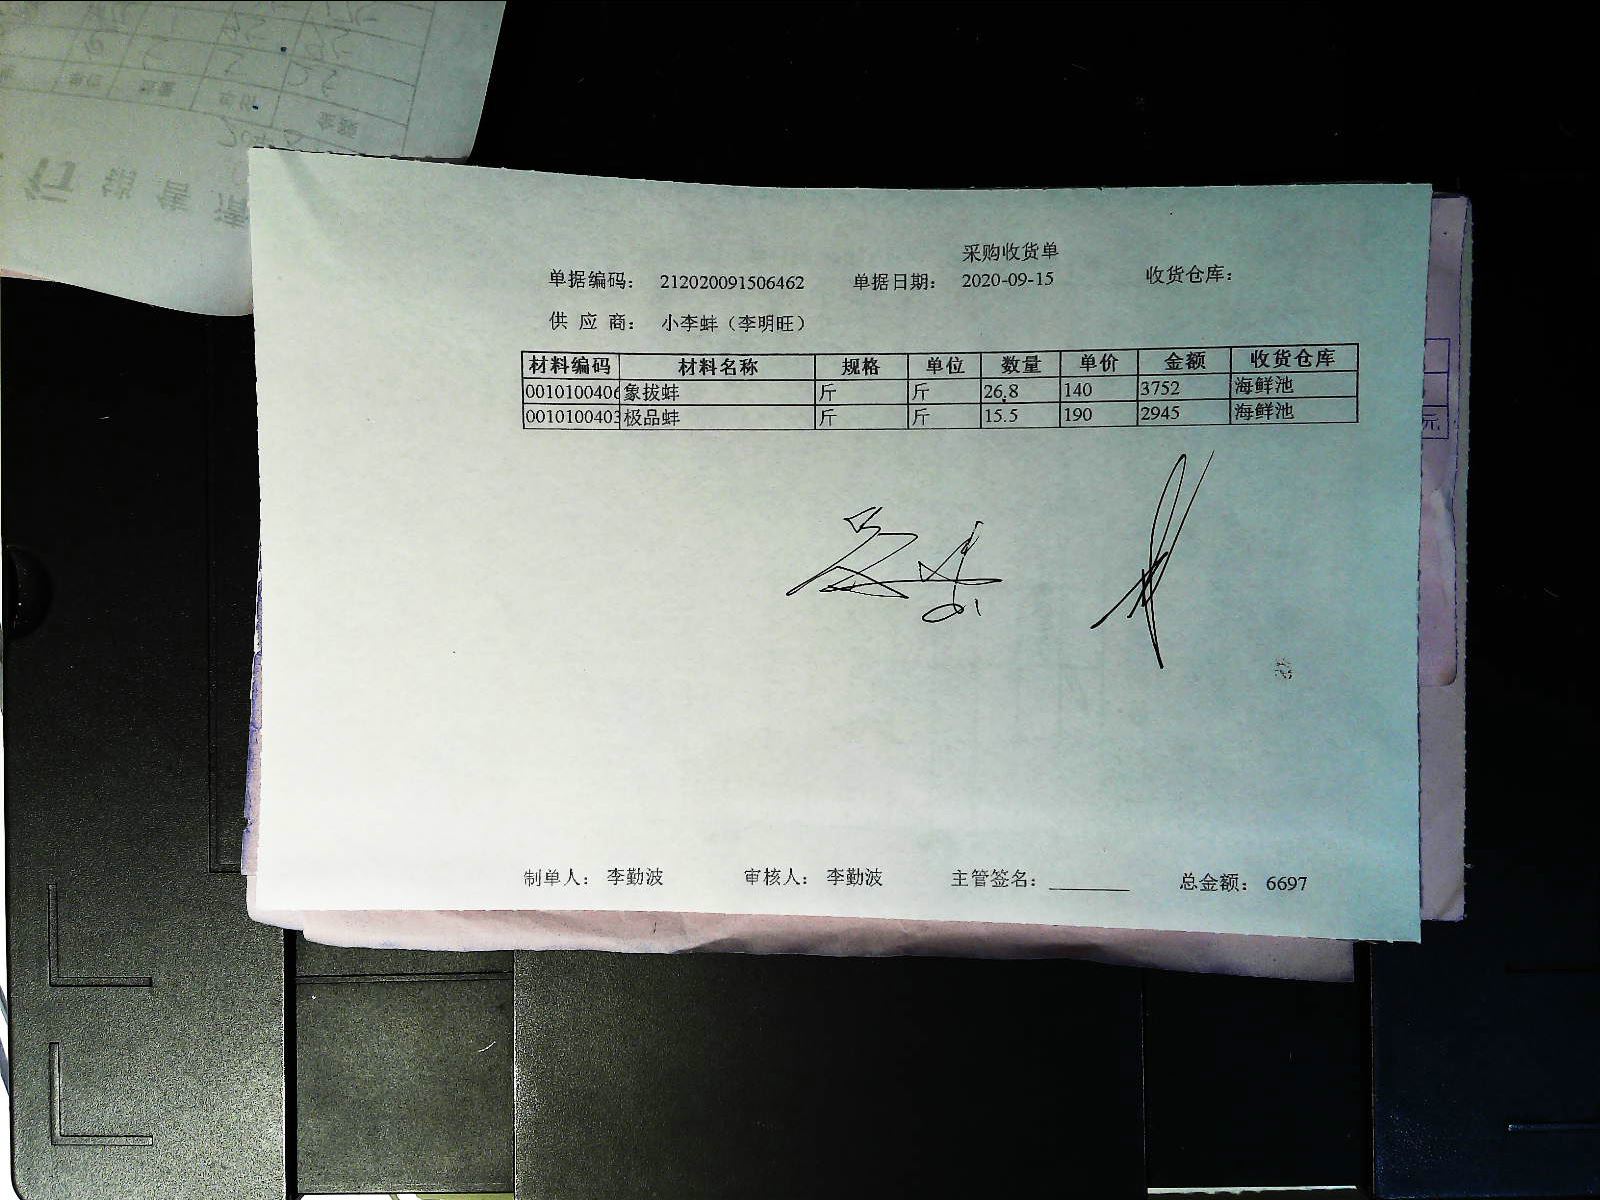 采购收货单
单据编码： 212020091506462 单据日期： 2020-09-15 收货仓库：
供 应 商： 小李蚌（李明旺）
材料编码 材料名称 规格 单位 数量 单价 金额 收货仓库
0010100406 象拔蚌 斤 斤 26.8 140 3752 海鲜池
0010100403 极品蚌 斤 斤 15.5 190 2945 海鲜池
元
制单人： 李勤波 审核人： 李勤波 主管签名： 总金额： 6697